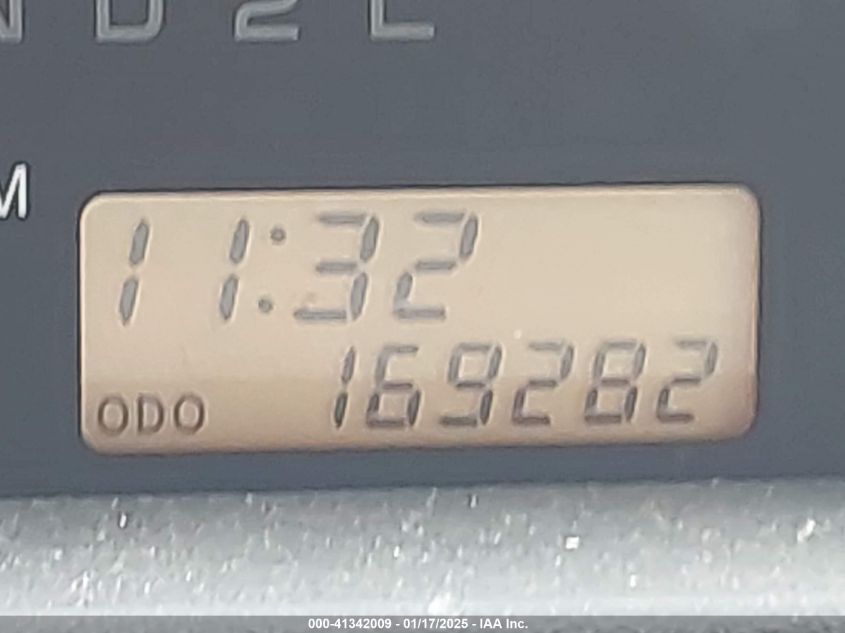 N D 2 L
M
11:32
169282
ODO
000-41342009 - 01/17/2025 - IAA Inc.